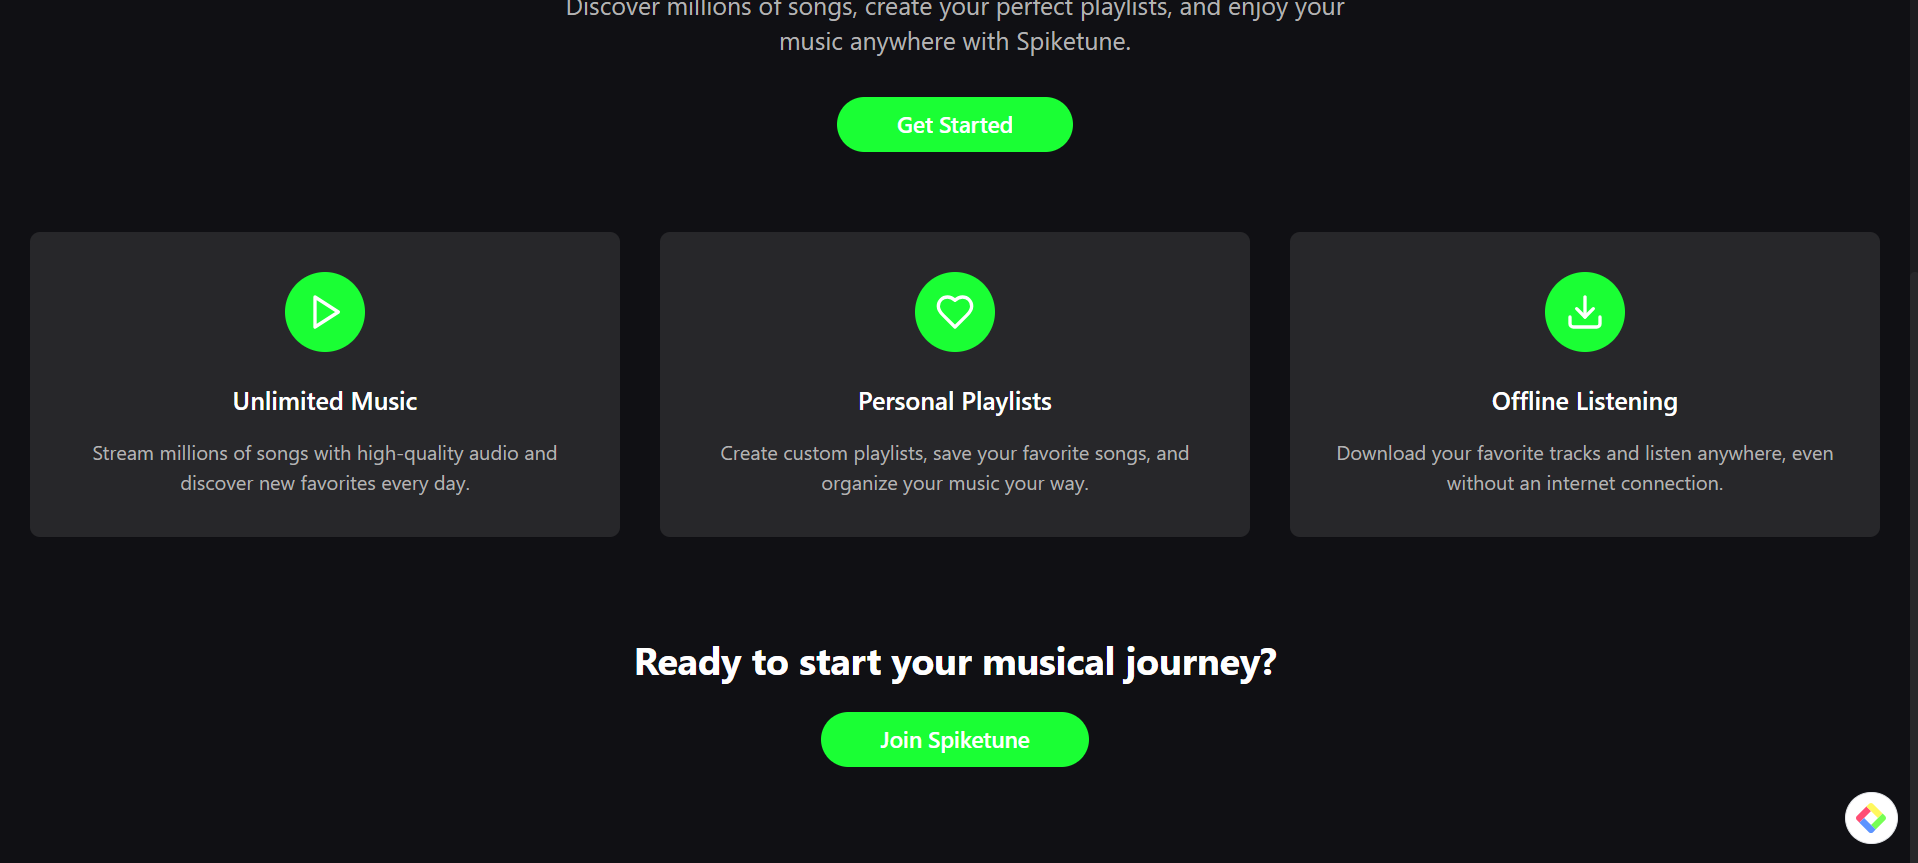 Discover millions of songs, create your perfect playlists, and enjoy your
music anywhere with Spiketune.
Get Started
Unlimited Music
Stream millions of songs with high-quality audio and
discover new favorites every day.
Personal Playlists
Create custom playlists, save your favorite songs, and
organize your music your way.
Offline Listening
Download your favorite tracks and listen anywhere, even
without an internet connection.
Ready to start your musical journey?
Join Spiketune